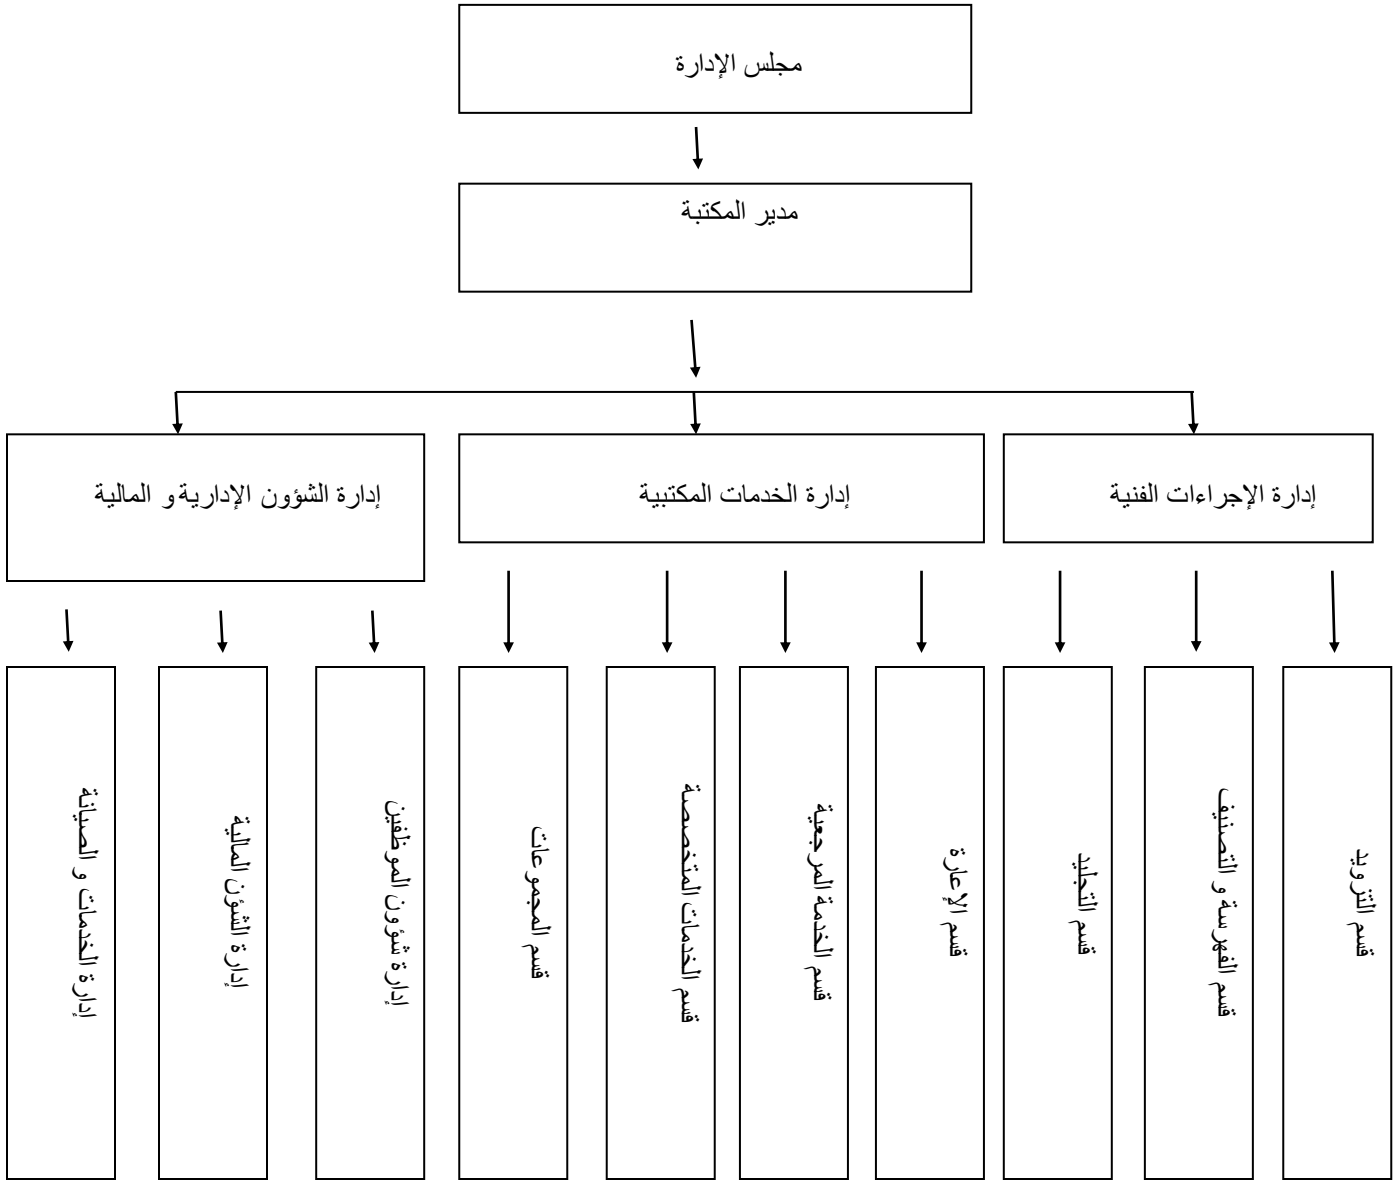 مجلس الإدارة
مدير المكتبة
إدارة الإجراءات الفنية
إدارة الخدمات المكتبية
إدارة الشؤون الإدارية و المالية
قسم التزويد
قسم الفهرسة و التصنيف
قسم التجليد
قسم الإعارة
قسم الخدمة المرجعية
قسم الخدمات المتخصصة
قسم المجموعات
إدارة شؤون الموظفين
إدارة الشؤن المالية
إدارة الخدمات و الصيانة